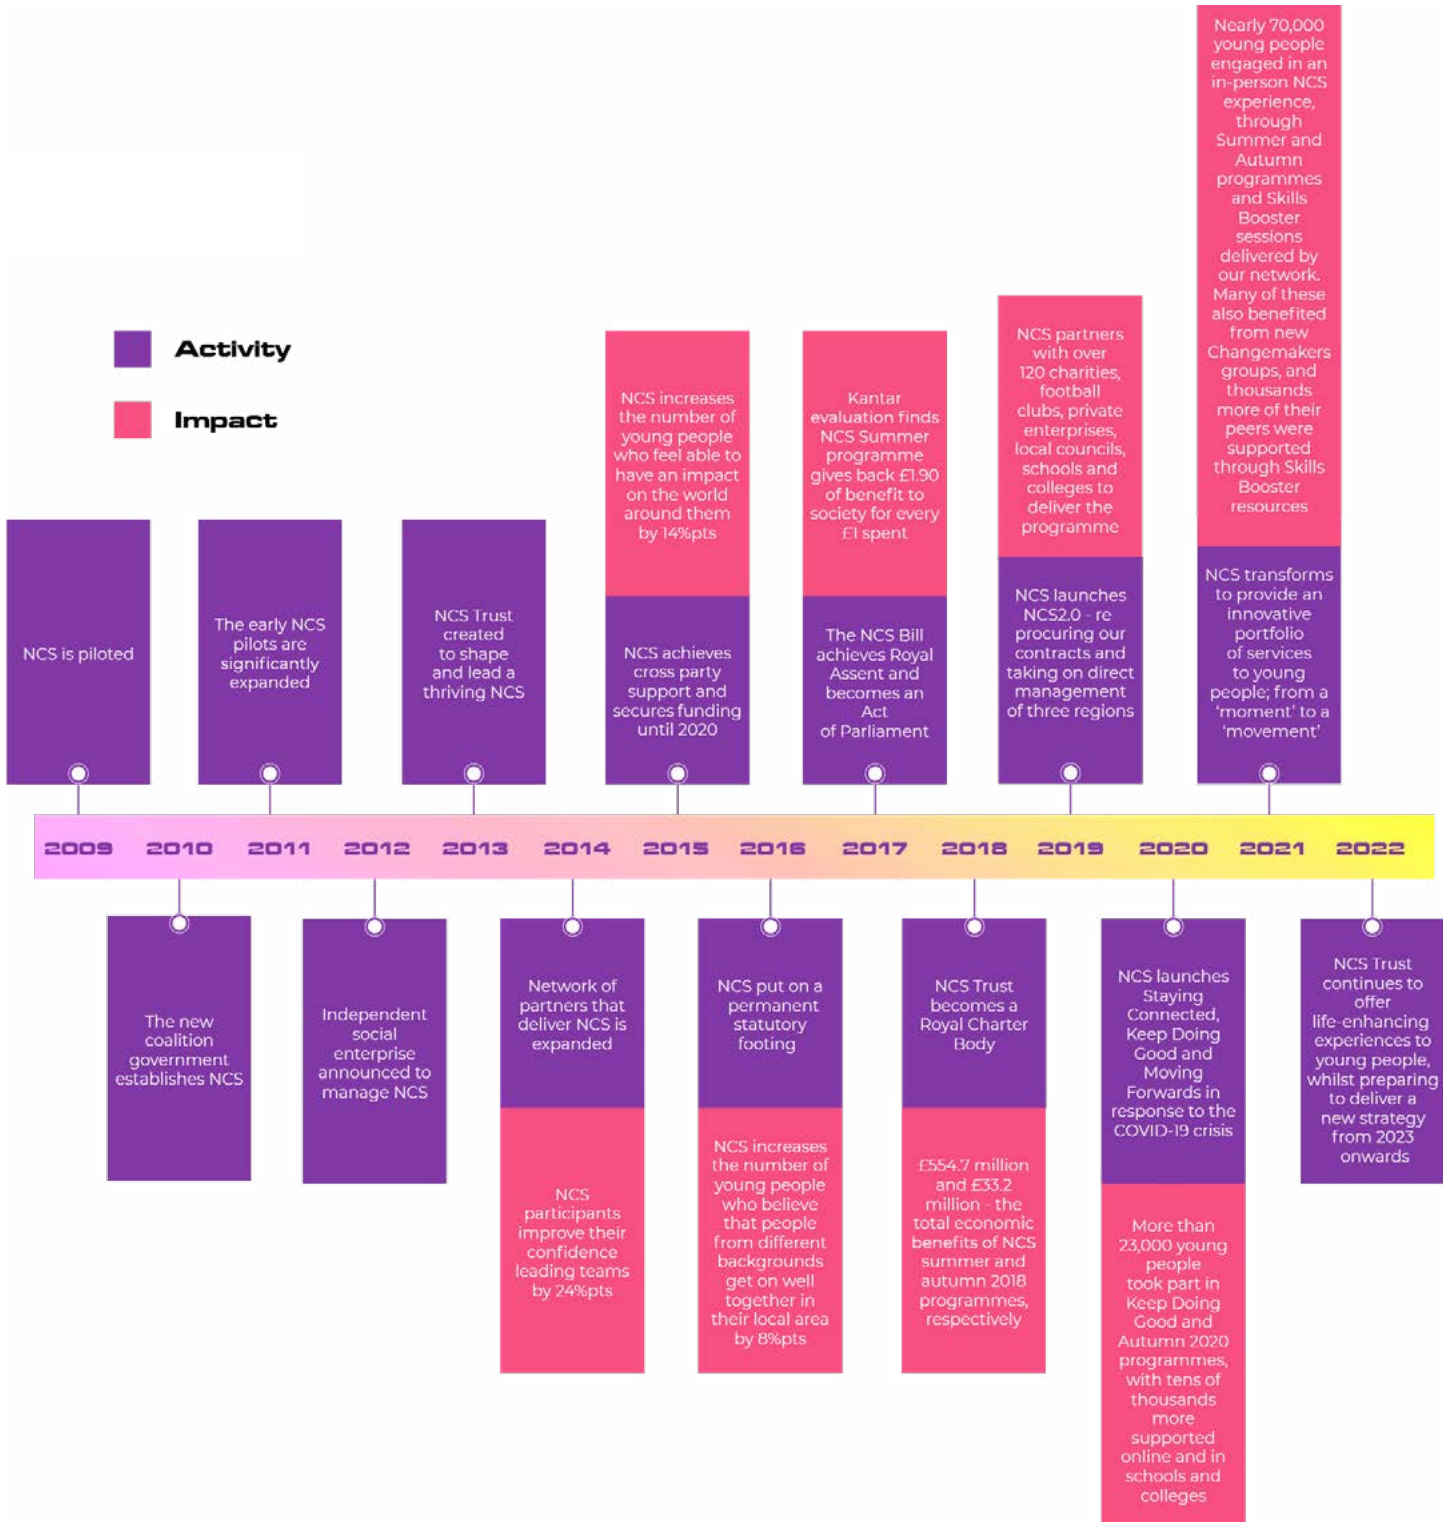 Activity
Impact
NCS is piloted
The early NCS
pilots are
significantly
expanded
NCS Trust
created
to shape
and lead a
thriving NCS
NCS increases
the number of
young people
who feel able to
have an impact
on the world
around them
by 14%pts
NCS achieves
cross party
support and
secures funding
until 2020
Kantar
evaluation finds
NCS Summer
programme
gives back £1.90
of benefit to
society for every
£1 spent
The NCS Bill
achieves Royal
Assent and
becomes an
Act
of Parliament
NCS partners
with over
120 charities,
football
clubs, private
enterprises,
local councils,
schools and
colleges to
deliver the
programme
NCS launches
NCS2.0 - re
procuring our
contracts and
taking on direct
management
of three regions
Nearly 70,000
young people
engaged in an
in-person NCS
experience,
through
Summer and
Autumn
programmes
and Skills
Booster
sessions
delivered by
our network.
Many of these
also benefited
from new
Changemakers
groups, and
thousands
more of their
peers were
supported
through Skills
Booster
resources
NCS transforms
to provide an
innovative
portfolio
of services
to young
people; from a
‘moment’ to a
‘movement’
2009 2010 2011 2012 2013 2014 2015 2016 2017 2018 2019 2020 2021 2022
The new
coalition
government
establishes NCS
Independent
social
enterprise
announced to
manage NCS
Network of
partners that
deliver NCS is
expanded
NCS
participants
improve their
confidence
leading teams
by 24%pts
NCS put on a
permanent
statutory
footing
NCS increases
the number of
young people
who believe
that people
from different
backgrounds
get on well
together in
their local area
by 8%pts
NCS Trust
becomes a
Royal Charter
Body
£554.7 million
and £33.2
million - the
total economic
benefits of NCS
summer and
autumn 2018
programmes,
respectively
NCS launches
Staying
Connected,
Keep Doing
Good and
Moving
Forwards in
response to the
COVID-19 crisis
More than
23,000 young
people
took part in
Keep Doing
Good and
Autumn 2020
programmes,
with tens of
thousands
more
supported
online and in
schools and
colleges
NCS Trust
continues to
offer
life-enhancing
experiences to
young people,
whilst preparing
to deliver a
new strategy
from 2023
onwards